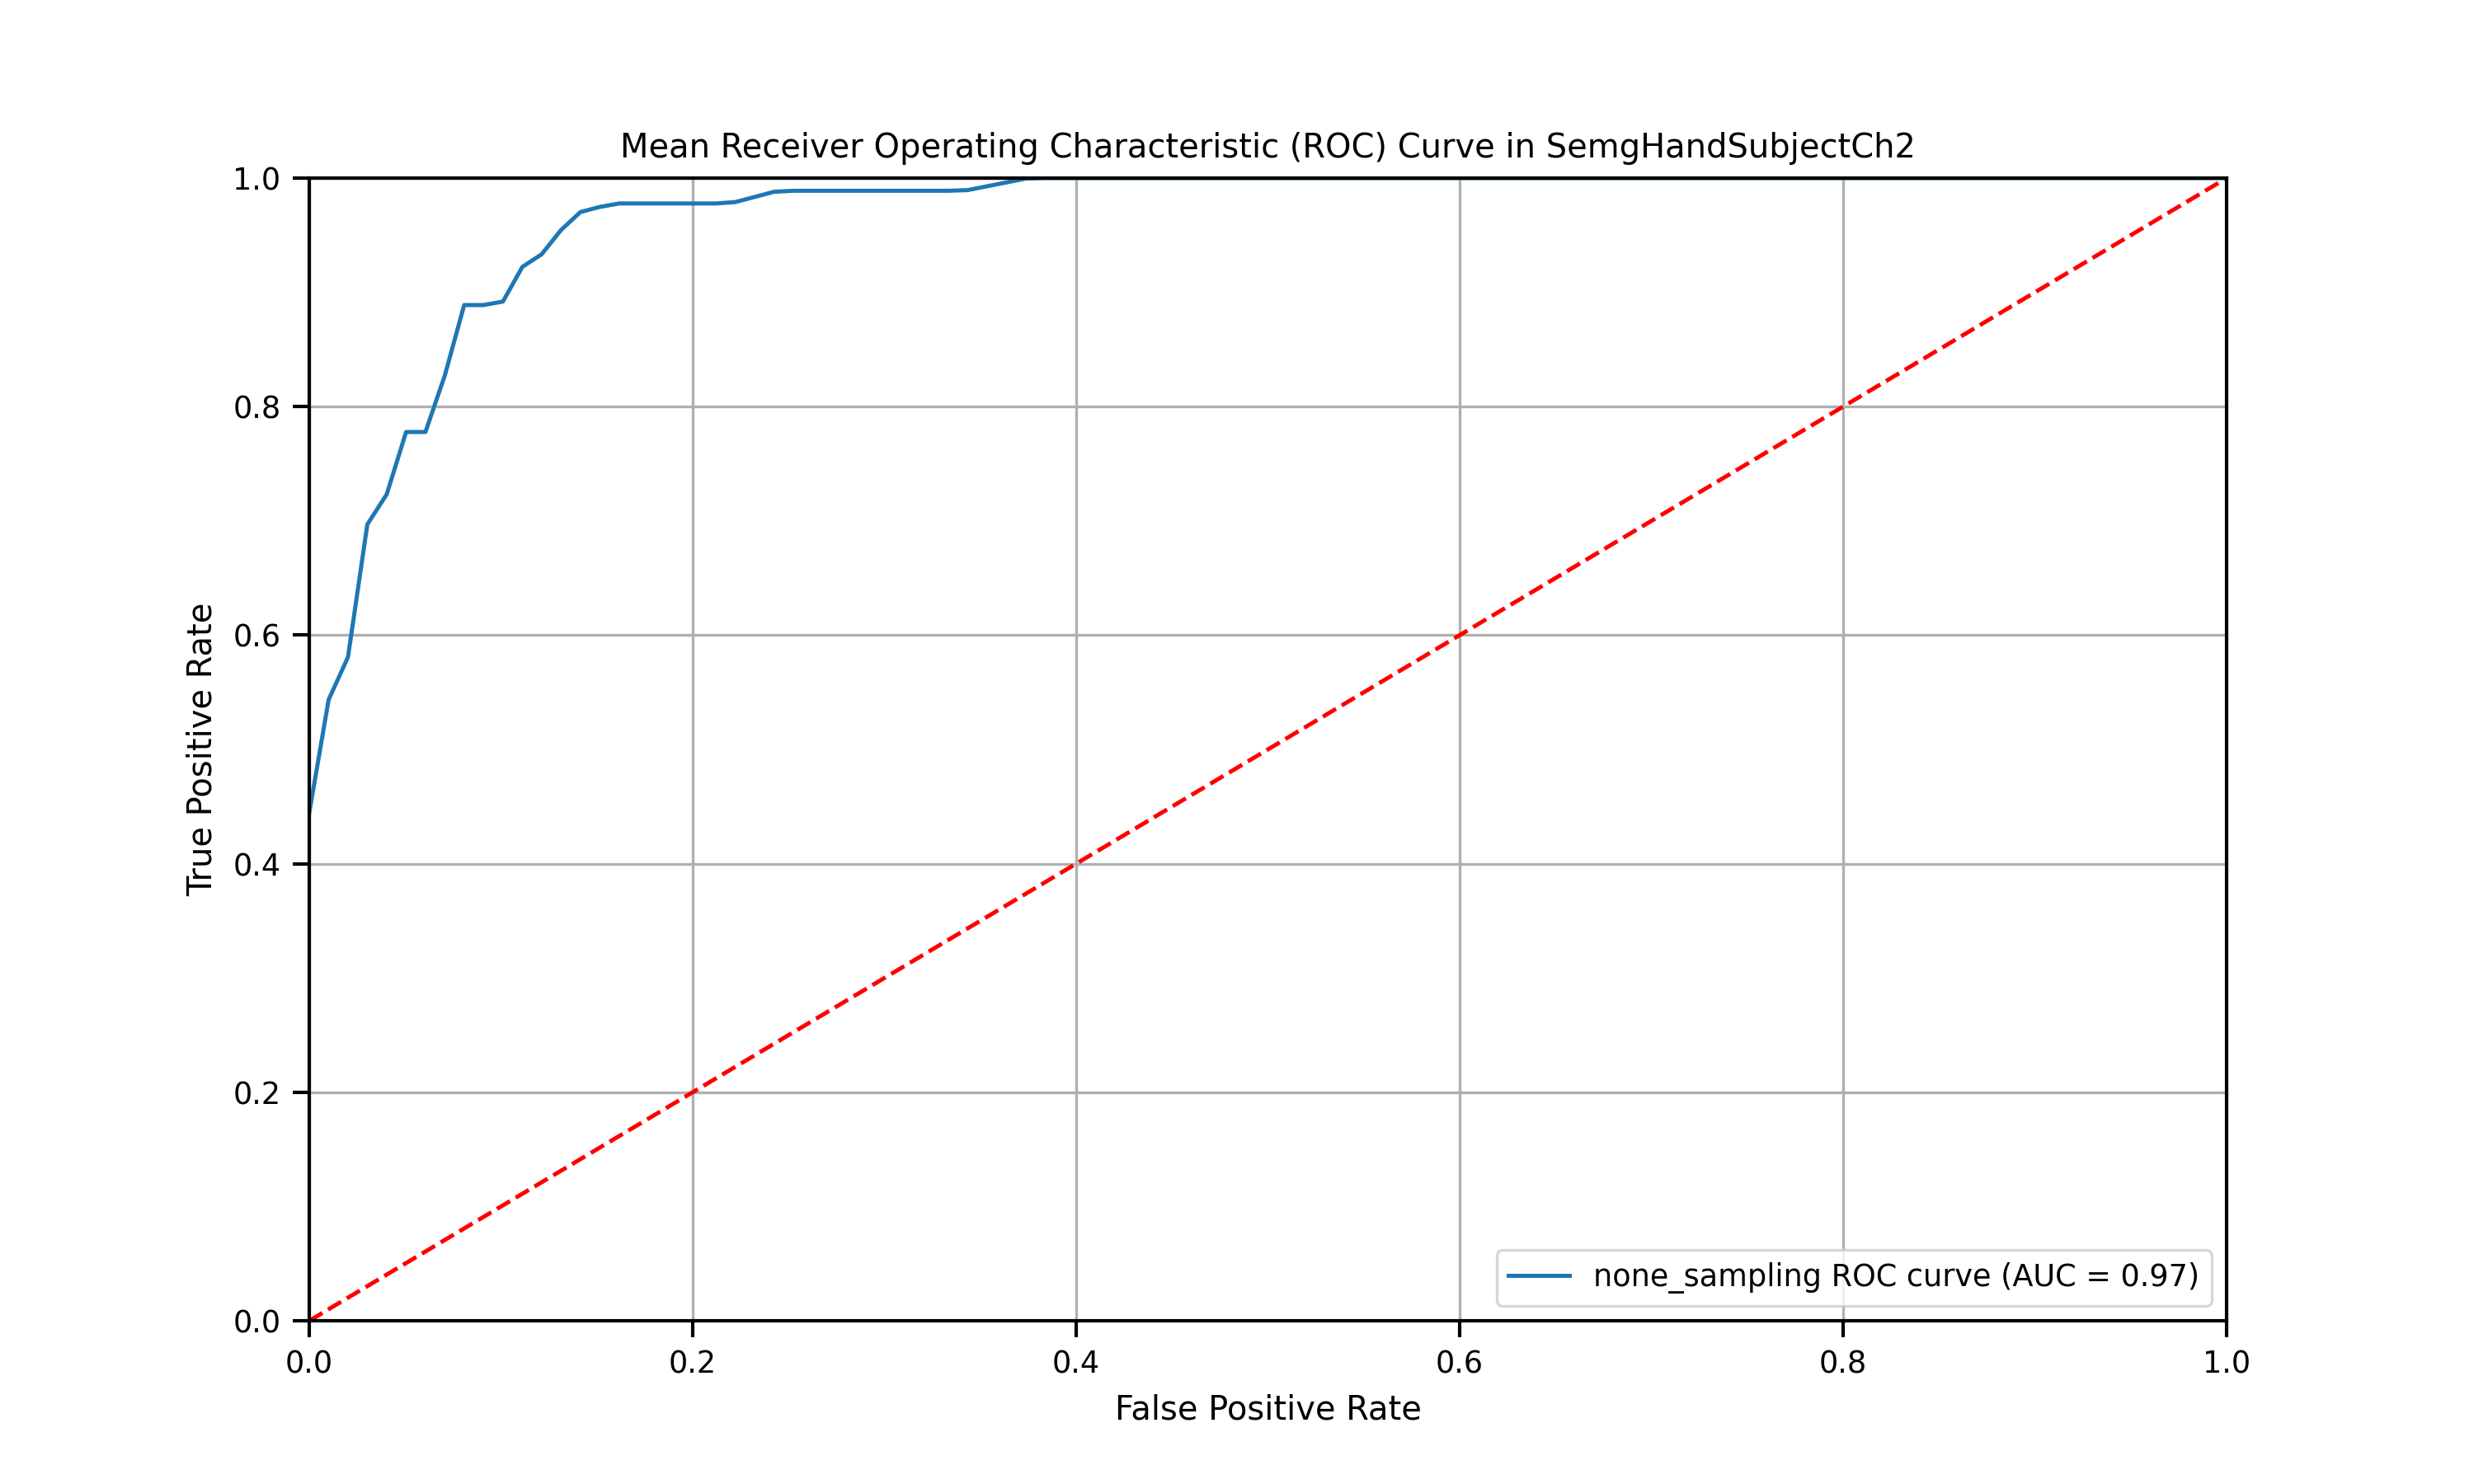 Mean Receiver Operating Characteristic (ROC) Curve in SemgHandSubjectCh2
1.0
0.8
0.6
0.4
0.2
0.0
True Positive Rate
0.0 0.2 0.4 0.6 0.8 1.0
False Positive Rate
none_sampling ROC curve (AUC = 0.97)